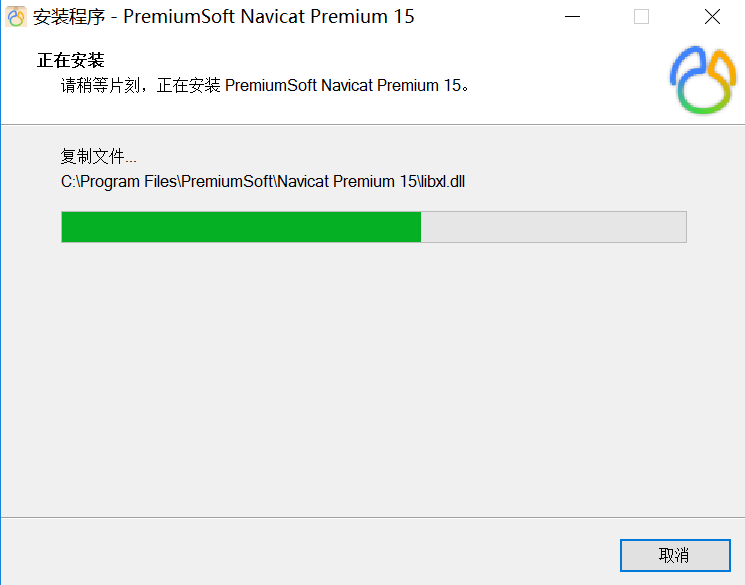 安装程序 - PremiumSoft Navicat Premium 15
正在安装
请稍等片刻，正在安装 PremiumSoft Navicat Premium 15。
复制文件...
C:\Program Files\PremiumSoft\Navicat Premium 15\libxl.dll
取消